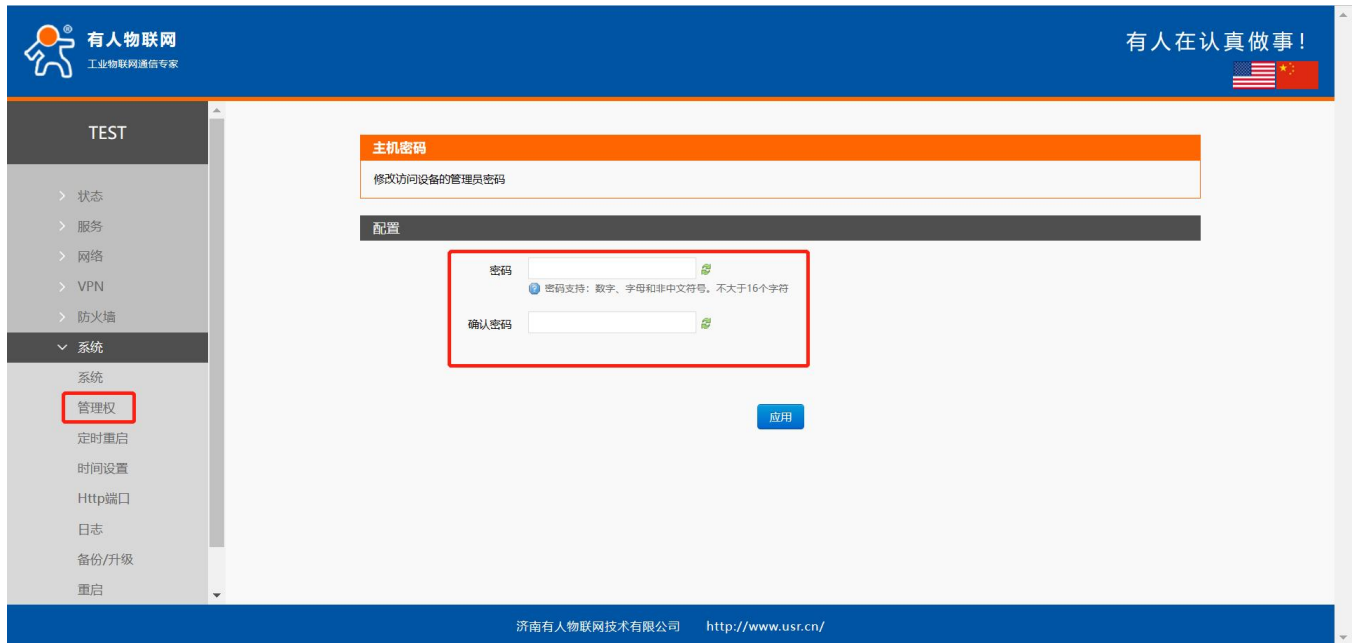 有人物联网
工业物联网通信专家
有人在认真做事！
TEST
状态
服务
网络
VPN
防火墙
系统
系统
管理权
定时重启
时间设置
Http端口
日志
备份/升级
重启
主机密码
修改访问设备的管理员密码
配置
密码
密码支持：数字、字母和非中文符号。不大于16个字符
确认密码
应用
济南有人物联网技术有限公司 http://www.usr.cn/